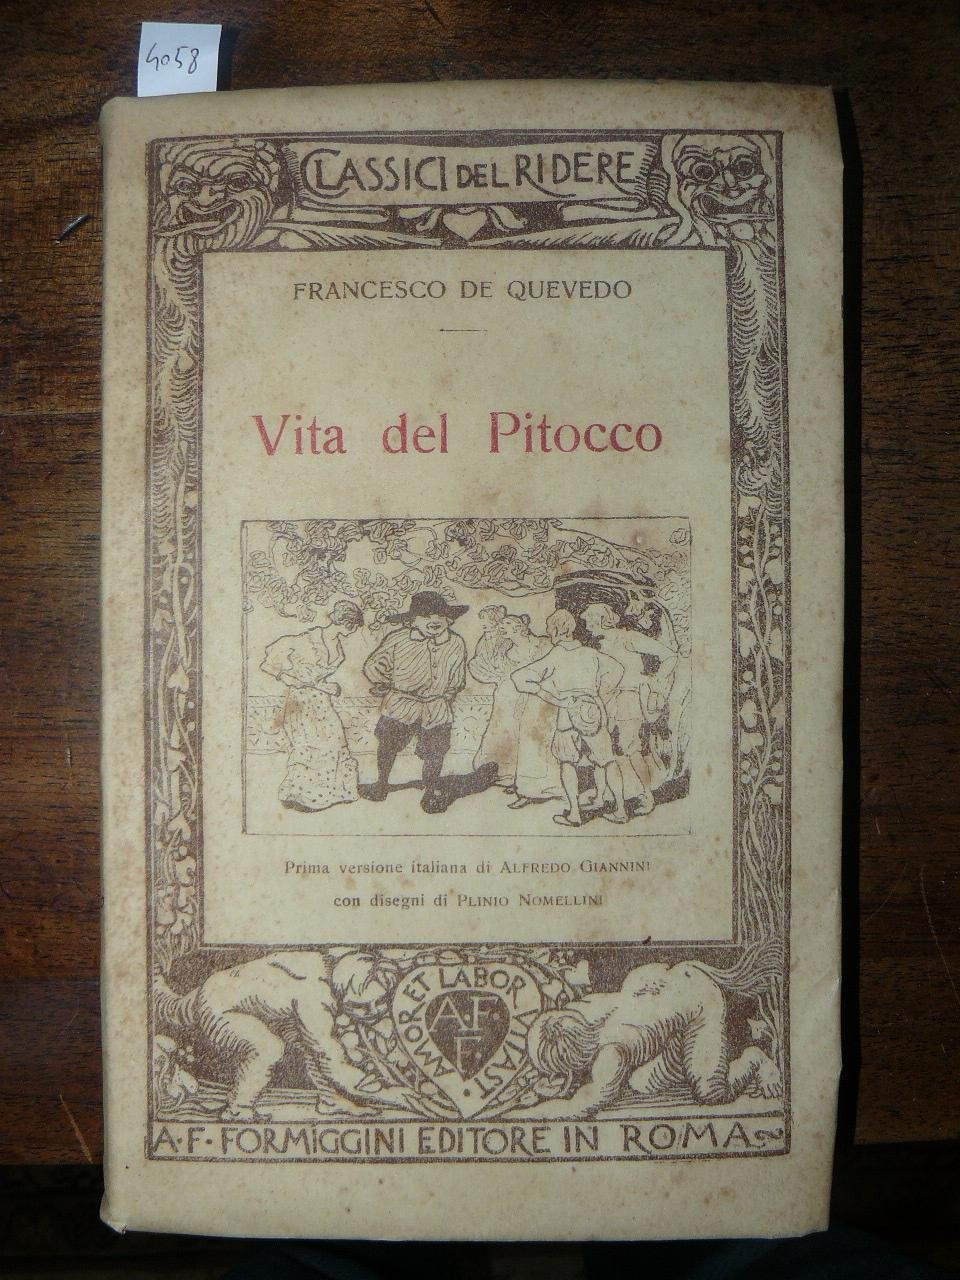 4058
CLASSICI DEL RIDERE
FRANCESCO DE QUEVEDO
Vita del Pitocco
Prima versione italiana di ALFREDO GIANNINI
con disegni di PLINIO NOMELLINI
AMOR ET LABOR VITAST
A.F.
F.
A·F·FORMIGGINI EDITORE IN ROMA